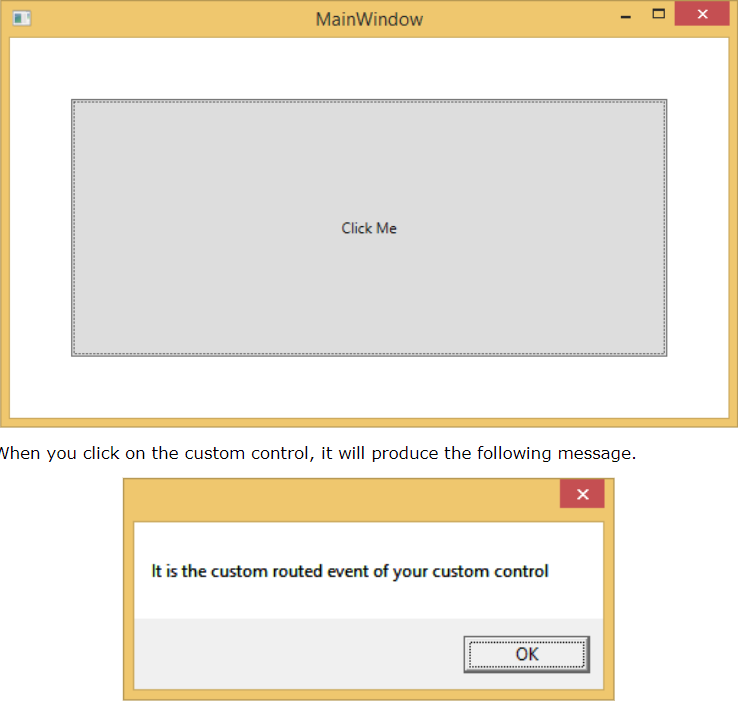 MainWindow
Click Me
When you click on the custom control, it will produce the following message.
It is the custom routed event of your custom control
OK